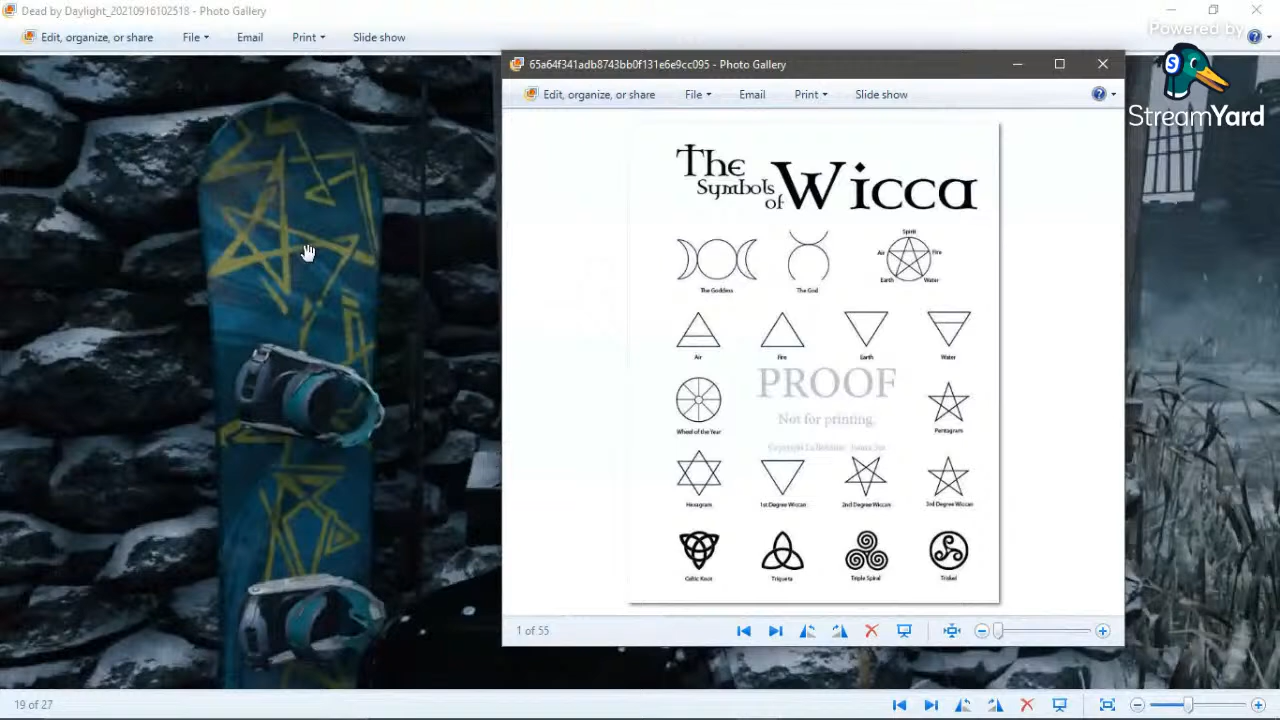 Dead by Daylight_20210916102518 - Photo Gallery
Edit, organize, or share File Email Print Slide show
Powered by
StreamYard
65a64f341adb8743bb0f131e6e9cc095 - Photo Gallery
Edit, organize, or share File Email Print Slide show
The
Symbols
of
Wicca
Spirit
Air Fire
Earth Water
The Goddess The God
Air Fire Earth Water
PROOF
Not for printing.
Wheel of the Year Pentagram
Hexagram 1st Degree Wiccan 2nd Degree Wiccan 3rd Degree Wiccan
Celtic Knot Triquetra Triple Spiral Triskel
1 of 55
19 of 27